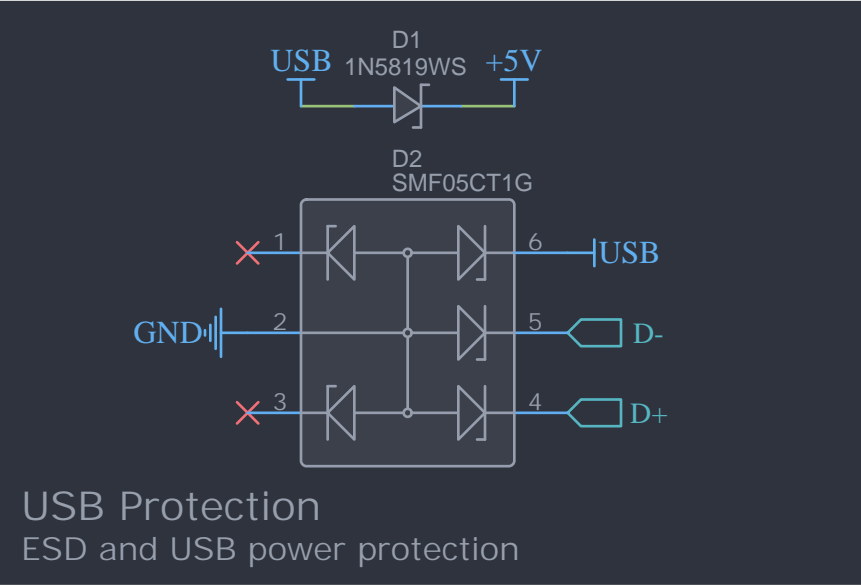 D1
USB 1N5819WS +5V
D2
SMF05CT1G
1 6 USB
GND 2 5 D-
3 4 D+
USB Protection
ESD and USB power protection